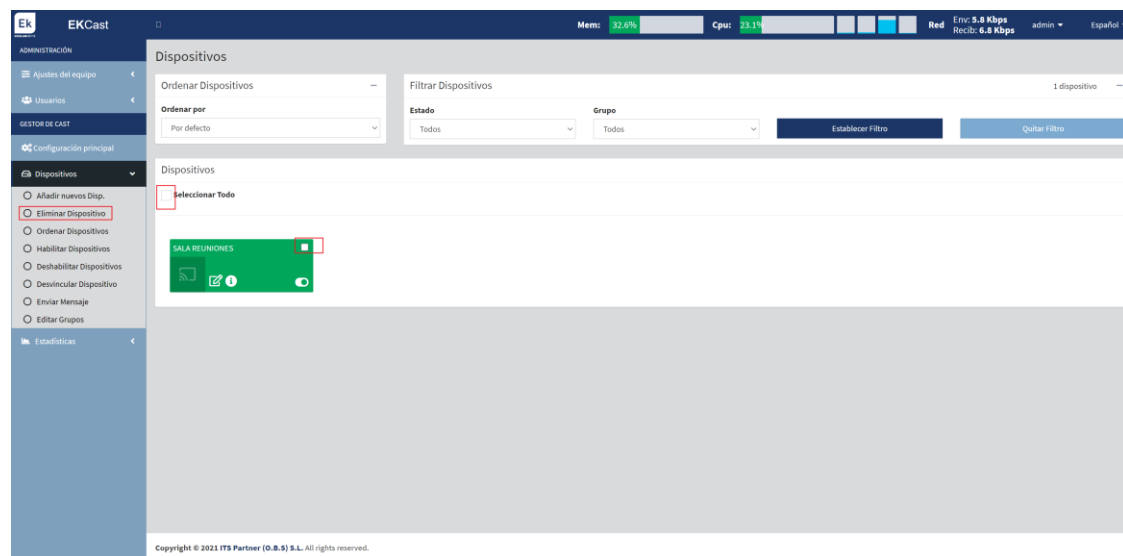 Ek EKCast Mem: 32.6% Cpu: 23.1% Red Env: 5.8 Kbps admin Español
Recib: 6.8 Kbps
ADMINISTRACIÓN
Ajustes del equipo
Usuarios
GESTOR DE CAST
Configuración principal
Dispositivos
Añadir nuevos Disp.
Eliminar Dispositivo
Ordenar Dispositivos
Habilitar Dispositivos
Deshabilitar Dispositivos
Desvincular Dispositivo
Enviar Mensaje
Editar Grupos
Estadísticas
Dispositivos
Ordenar Dispositivos
Ordenar por
Por defecto
Filtrar Dispositivos 1 dispositivo
Estado Grupo
Todos Todos Establecer Filtro Quitar Filtro
Dispositivos
Seleccionar Todo
SALA REUNIONES
Copyright © 2021 ITS Partner (O.B.S) S.L. All rights reserved.